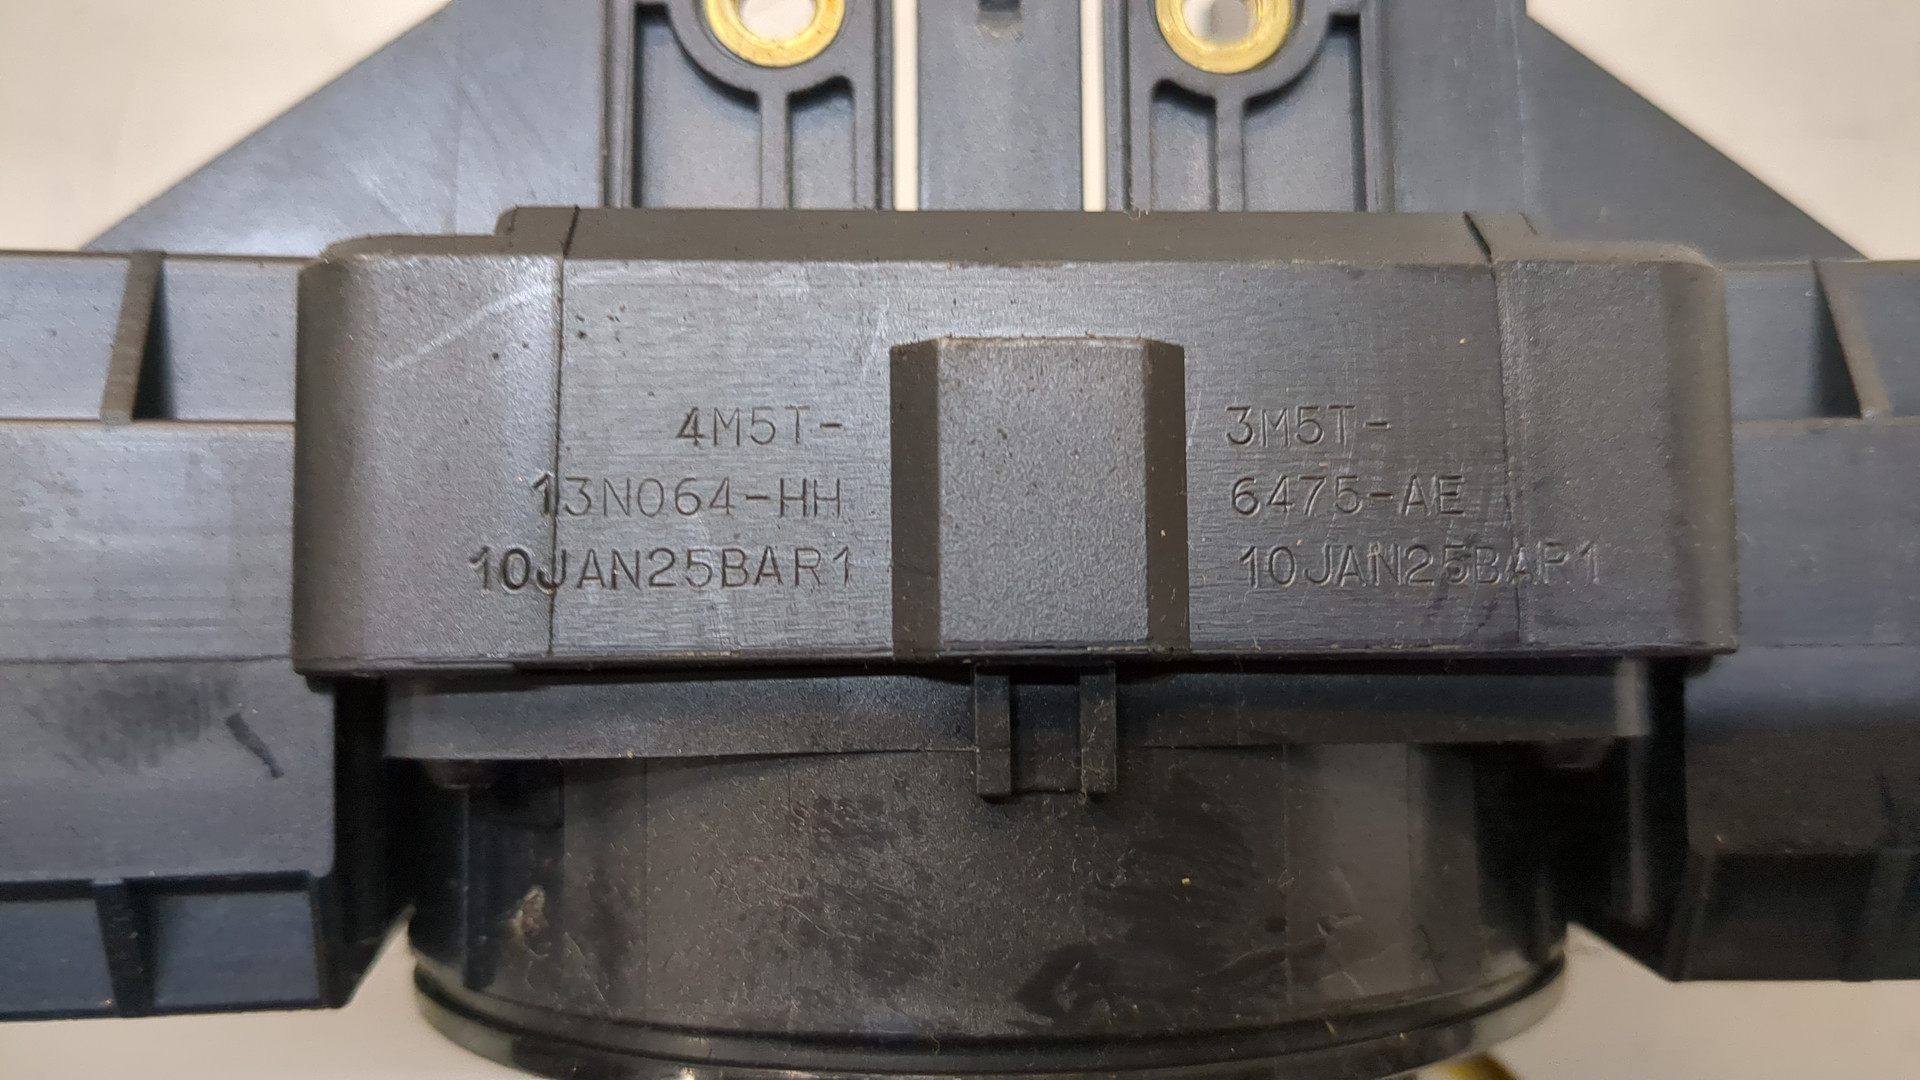 4M5T-
13N064-HH
10JAN25BAR1
3M5T-
6475-AE
10JAN25BAR1